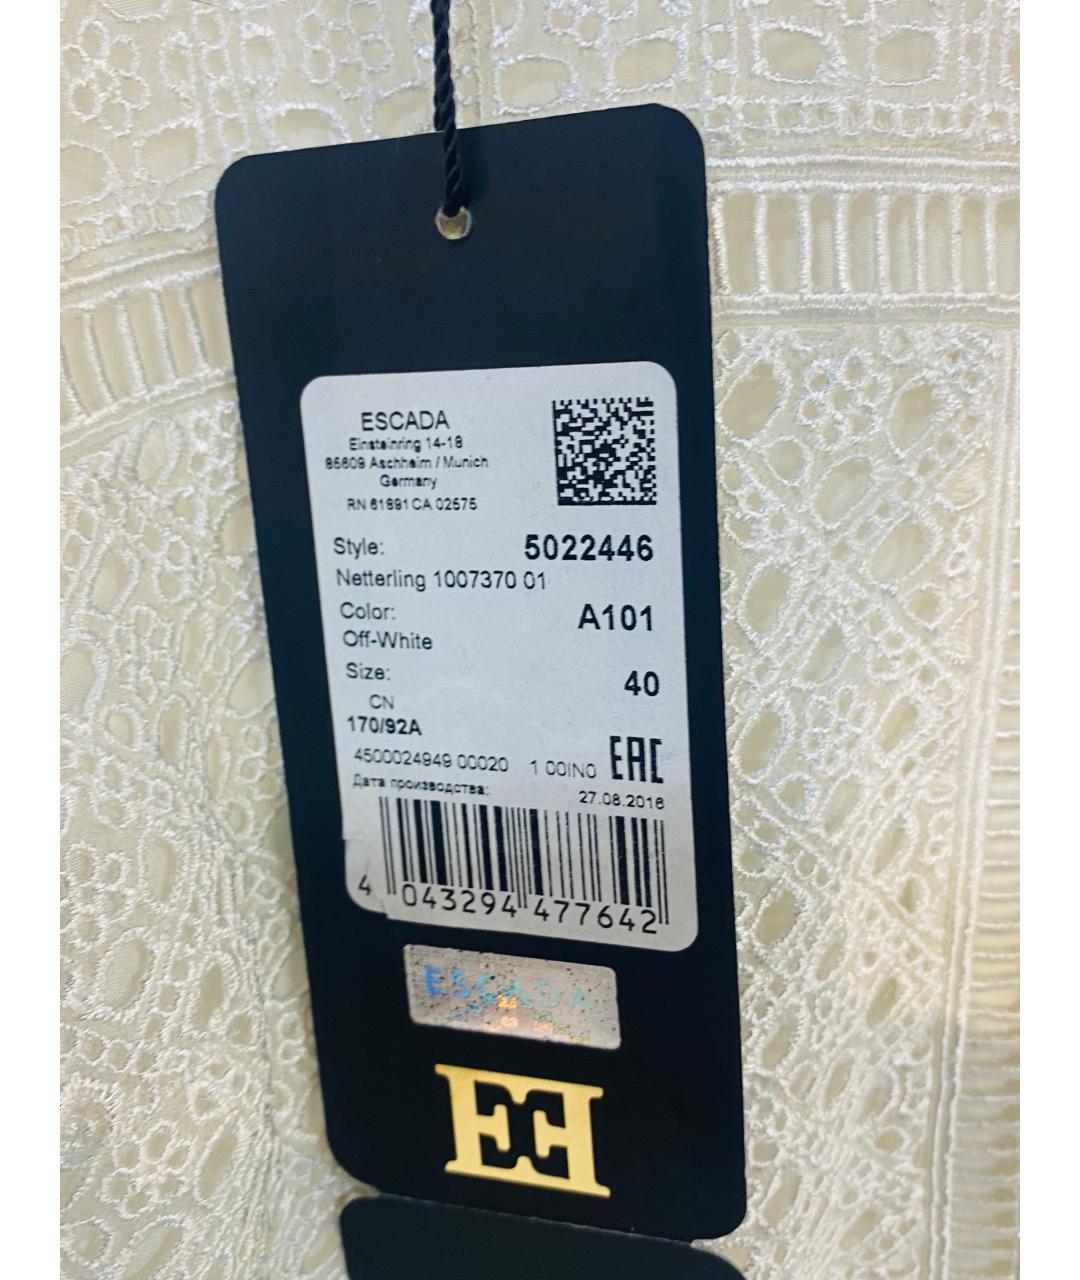 ESCADA
Einsteinring 14-18
85609 Aschheim / Munich
Germany
RN 61891 CA 02575
Style: 5022446
Netterling 1007370 01
Color: A101
Off-White
Size: 40
CN
170/92A
4500024949 00020 1 00IN0 EAC
Дата производства: 27.08.2016
4 043294 477642
ESCADA